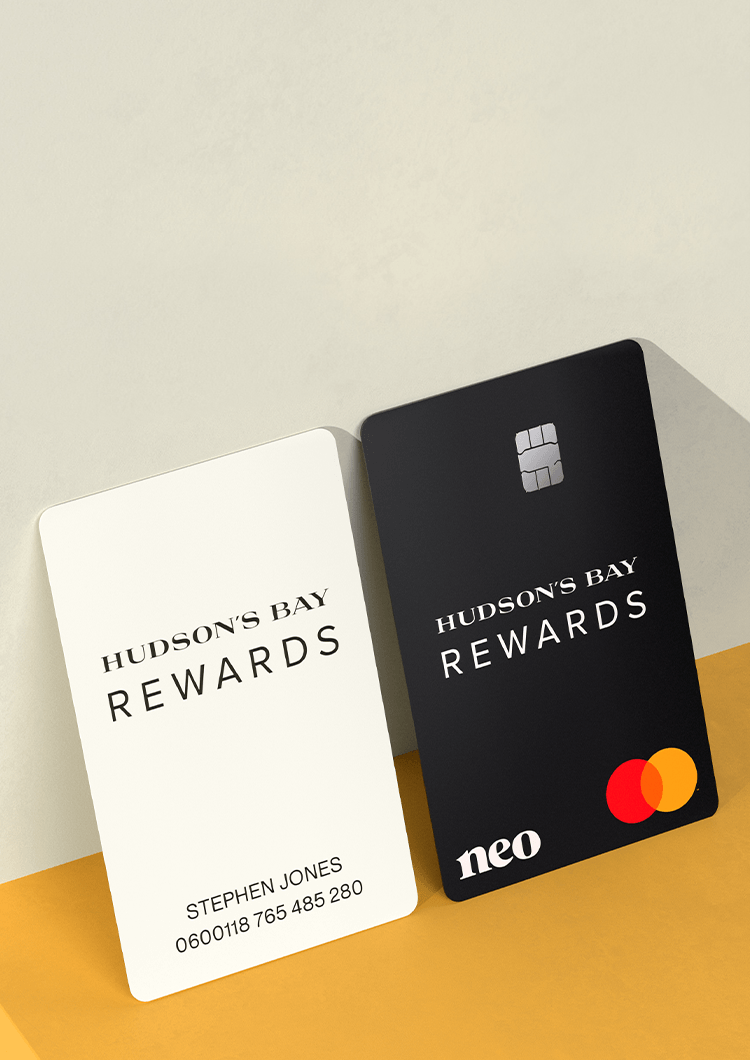 HUDSON'S BAY
REWARDS
STEPHEN JONES
0600118 765 485 280
HUDSON'S BAY
REWARDS
neo